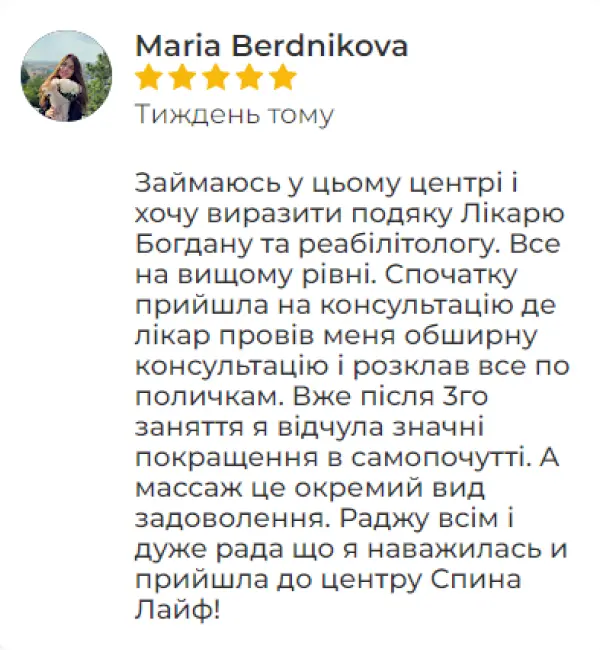 Maria Berdnikova
Тиждень тому
Займаюсь у цьому центрі і
хочу виразити подяку Лікарю
Богдану та реабілітологу. Все
на вищому рівні. Спочатку
прийшла на консультацію де
лікар провів меня обширну
консультацію і розклав все по
поличкам. Вже після 3го
заняття я відчула значні
покращення в самопочутті. А
массаж це окремий вид
задоволення. Раджу всім і
дуже рада що я наважилась и
прийшла до центру Спина
Лайф!